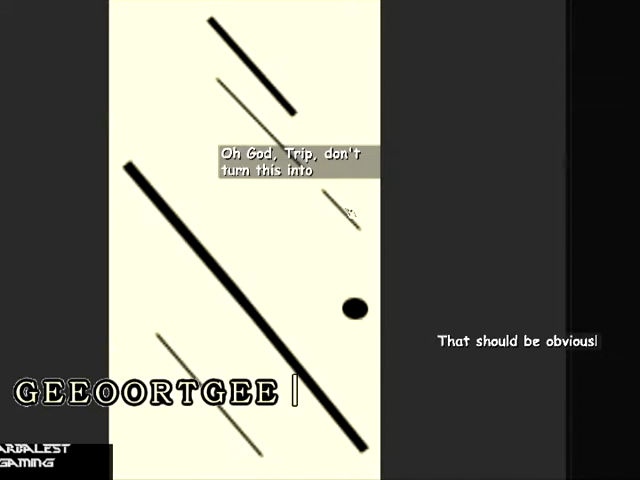 Oh God, Trip, don't
turn this into
That should be obvious!
GEEOORTGEE
ARBALEST
GAMING